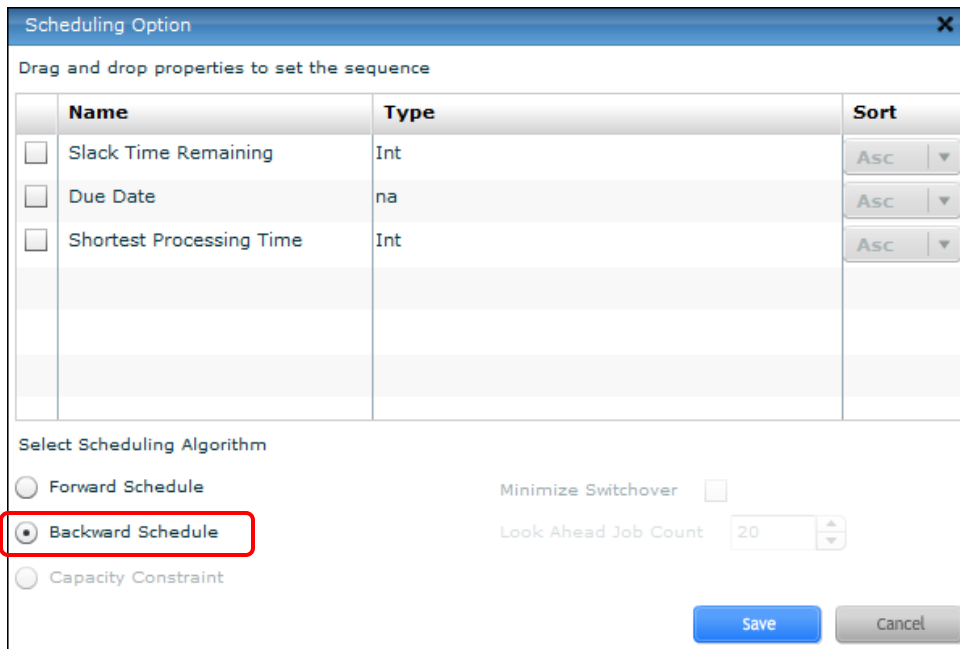 Scheduling Option
Drag and drop properties to set the sequence
Name Type Sort
Slack Time Remaining Int Asc
Due Date na Asc
Shortest Processing Time Int Asc
Select Scheduling Algorithm
Forward Schedule Minimize Switchover
Backward Schedule Look Ahead Job Count 20
Capacity Constraint
Save Cancel